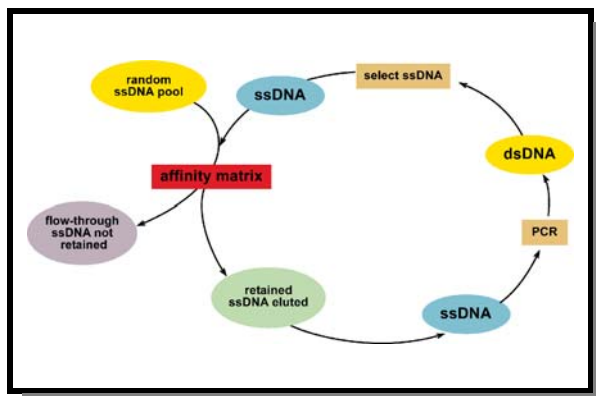 random
ssDNA pool
ssDNA
select ssDNA
dsDNA
affinity matrix
flow-through
ssDNA not
retained
PCR
retained
ssDNA eluted
ssDNA